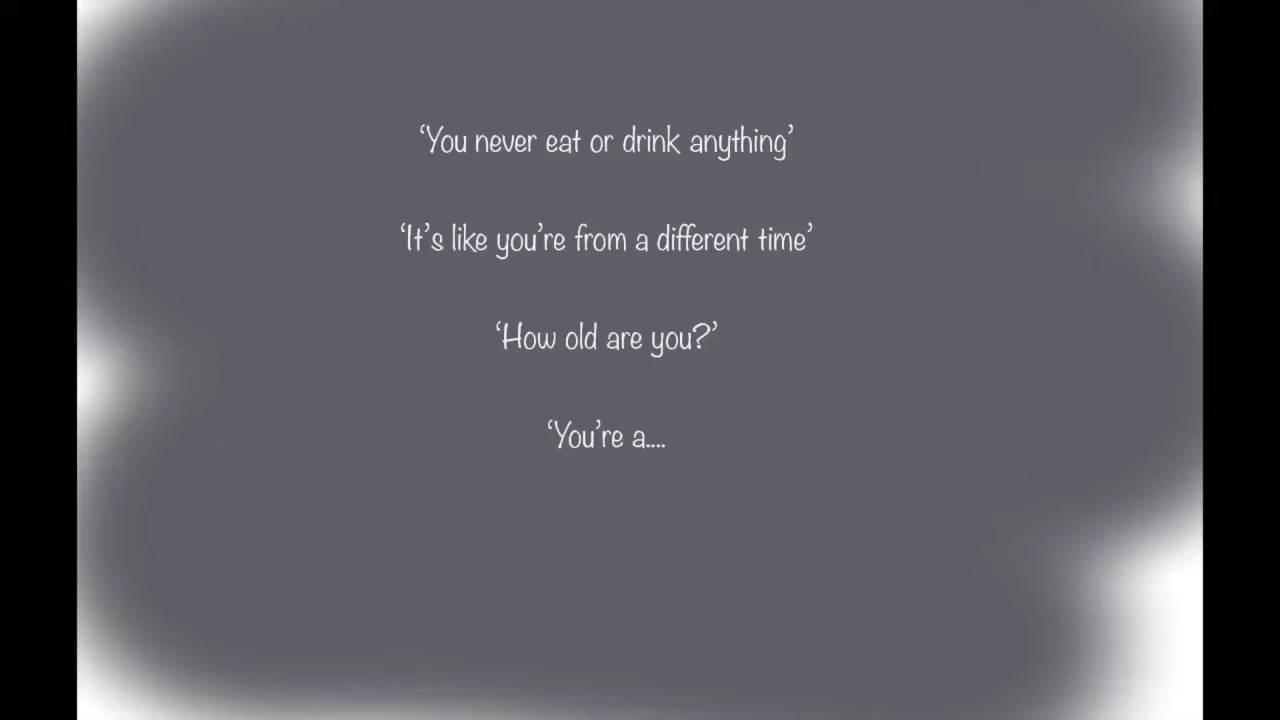 ‘You never eat or drink anything’
‘It’s like you’re from a different time’
‘How old are you?’
‘You’re a....